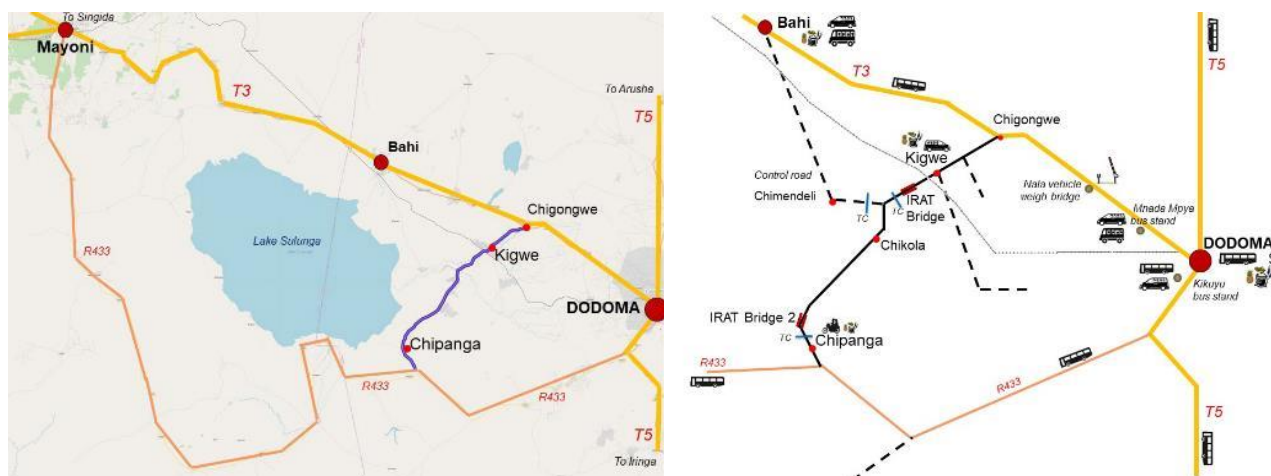 To Singida
Mayoni
T3
To Arusha
T5
Bahi
Chigongwe
Lake Sulunga
Kigwe
R433
DODOMA
Chipanga
R433
R433
T5
To Iringa
Bahi
T3
T5
Chigongwe
Kigwe
Control road
Chimendeli
TC
TC
IRAT
Bridge
Nala vehicle
weigh bridge
Mnada Mpya
bus stand
Chikola
DODOMA
Kikuyu
bus stand
IRAT Bridge 2
TC
Chipanga
R433
R433
T5